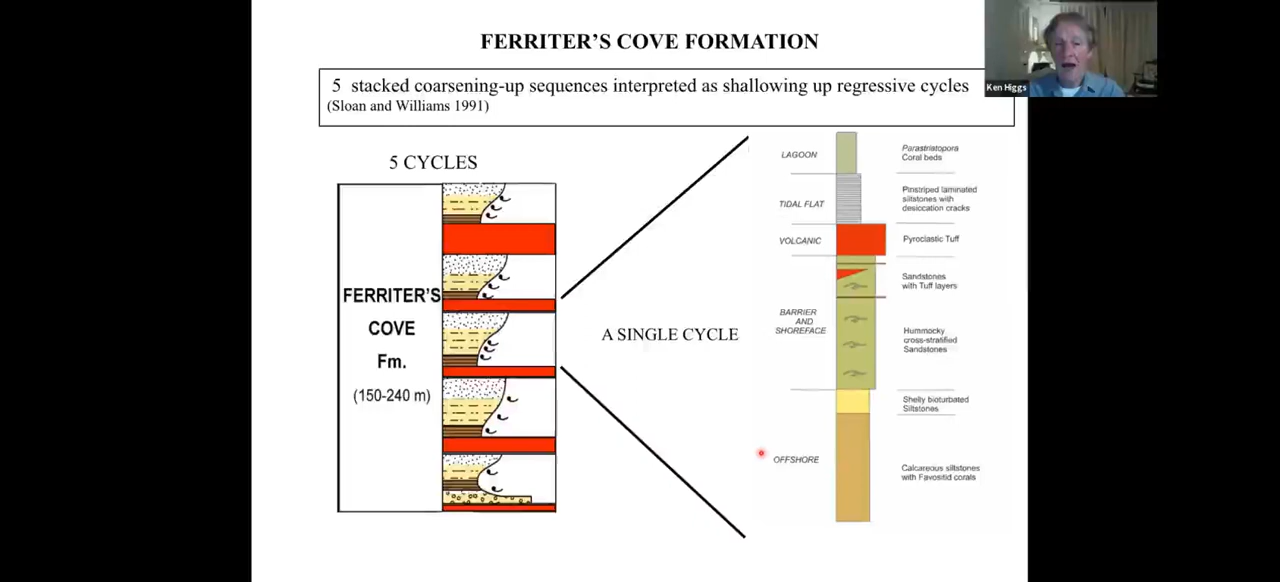 FERRITER'S COVE FORMATION
Ken Higgs
5 stacked coarsening-up sequences interpreted as shallowing up regressive cycles
(Sloan and Williams 1991)
5 CYCLES
FERRITER'S
COVE
Fm.
(150-240 m)
A SINGLE CYCLE
LAGOON
Parastriatopora
Coral beds
TIDAL FLAT
Pinstriped laminated
siltstones with
desiccation cracks
VOLCANIC
Pyroclastic Tuff
Sandstones
with Tuff layers
BARRIER
AND
SHOREFACE
Hummocky
cross-stratified
Sandstones
Shelly bioturbated
Siltstones
OFFSHORE
Calcareous siltstones
with Favositid corals